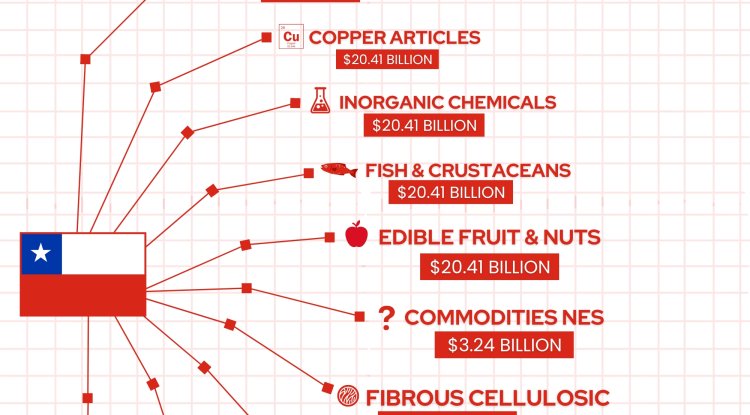 Cu
COPPER ARTICLES
$20.41 BILLION
INORGANIC CHEMICALS
$20.41 BILLION
FISH & CRUSTACEANS
$20.41 BILLION
EDIBLE FRUIT & NUTS
$20.41 BILLION
? COMMODITIES NES
$3.24 BILLION
FIBROUS CELLULOSIC